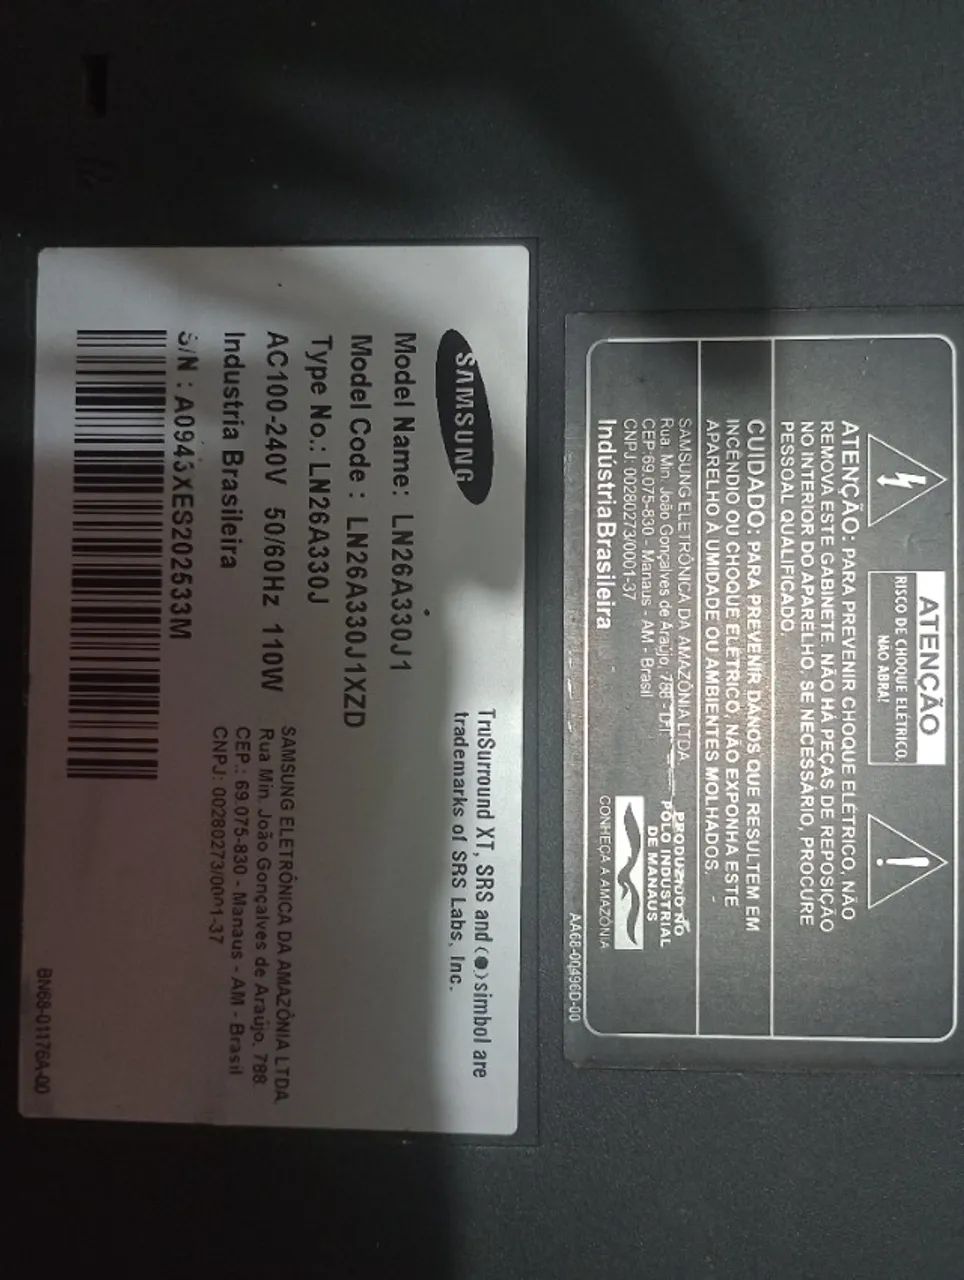 ATENÇÃO
RISCO DE CHOQUE ELÉTRICO,
NÃO ABRA!
ATENÇÃO: PARA PREVENIR CHOQUE ELÉTRICO, NÃO
REMOVA ESTE GABINETE. NÃO HÁ PEÇAS DE REPOSIÇÃO
NO INTERIOR DO APARELHO. SE NECESSÁRIO, PROCURE
PESSOAL QUALIFICADO.
CUIDADO: PARA PREVENIR DANOS QUE RESULTEM EM
INCENDIO OU CHOQUE ELÉTRICO, NÃO EXPONHA ESTE
APARELHO À UMIDADE OU AMBIENTES MOLHADOS.
SAMSUNG ELETRÔNICA DA AMAZÔNIA LTDA.
Rua Min. João Gonçalves de Araújo, 788 - D.I
CEP:69.075-830 - Manaus - AM - Brasil
CNPJ: 00280273/0001-37
Indústria Brasileira
PRODUZIDO NO
PÓLO INDUSTRIAL
DE MANAUS
CONHEÇA A AMAZÔNIA
AA68-00496D-00
SAMSUNG
TruSurround XT, SRS and (●) simbol are
trademarks of SRS Labs, Inc.
Model Name: LN26A330J1
Model Code : LN26A330J1XZD
Type No.: LN26A330J
AC100-240V 50/60Hz 110W
Industria Brasileira
SAMSUNG ELETRÔNICA DA AMAZÔNIA LTDA.
Rua Min. João Gonçalves de Araújo, 788.
CEP.: 69.075-830 - Manaus - AM - Brasil
CNPJ: 00280273/0001-37
S/N :
BN68-01176A-00